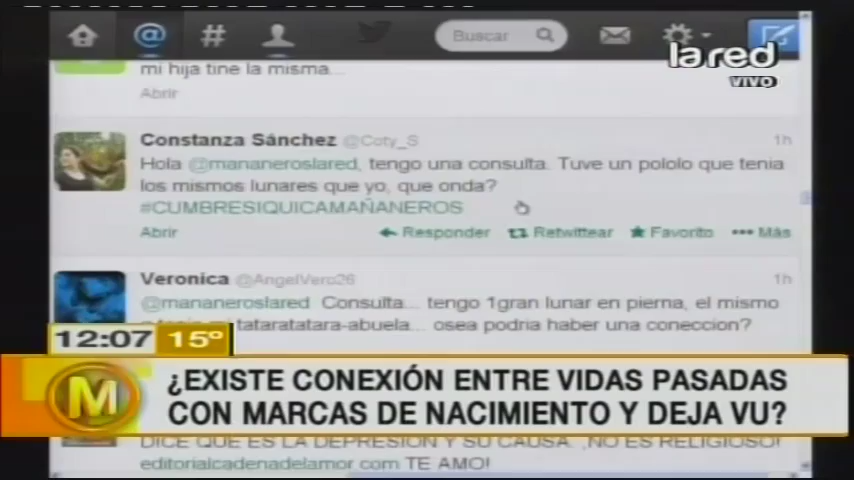 Buscar
la red
VIVO
mi hija tine la misma...
Abrir
Constanza Sánchez @Coty_S 1h
Hola @mananeroslared, tengo una consulta. Tuve un pololo que tenia
los mismos lunares que yo, que onda?
#CUMBRESIQUICAMAÑANEROS
Abrir Responder Retwittear Favorito Más
Veronica @AngelVero26 1h
@mananeroslared Consulta... tengo 1gran lunar en pierna, el mismo
tataratatara-abuela... osea podria haber una coneccion?
12:07 15º
M
¿EXISTE CONEXIÓN ENTRE VIDAS PASADAS
CON MARCAS DE NACIMIENTO Y DEJA VU?
DICE QUE ES LA DEPRESION Y SU CAUSA. ,NO ES RELIGIOSO!
editorialcadenadelamor.com TE AMO!